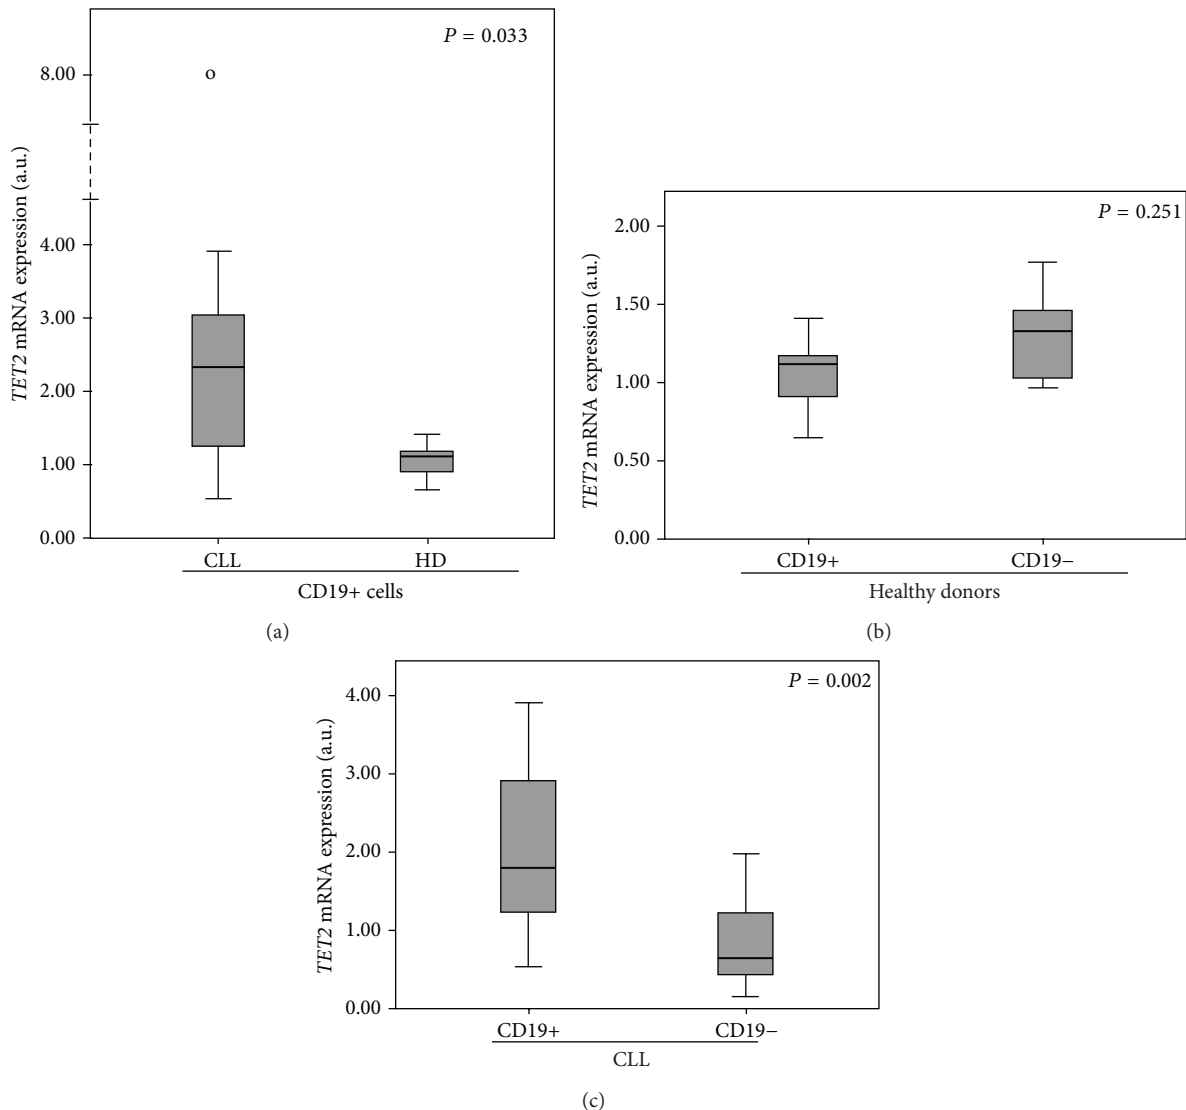 P = 0.033
8.00
4.00
3.00
2.00
1.00
0.00
TET2 mRNA expression (a.u.)
CLL HD
CD19+ cells
(a)
P = 0.251
2.00
1.50
1.00
0.50
0.00
TET2 mRNA expression (a.u.)
CD19+ CD19−
Healthy donors
(b)
P = 0.002
4.00
3.00
2.00
1.00
0.00
TET2 mRNA expression (a.u.)
CD19+ CD19−
CLL
(c)